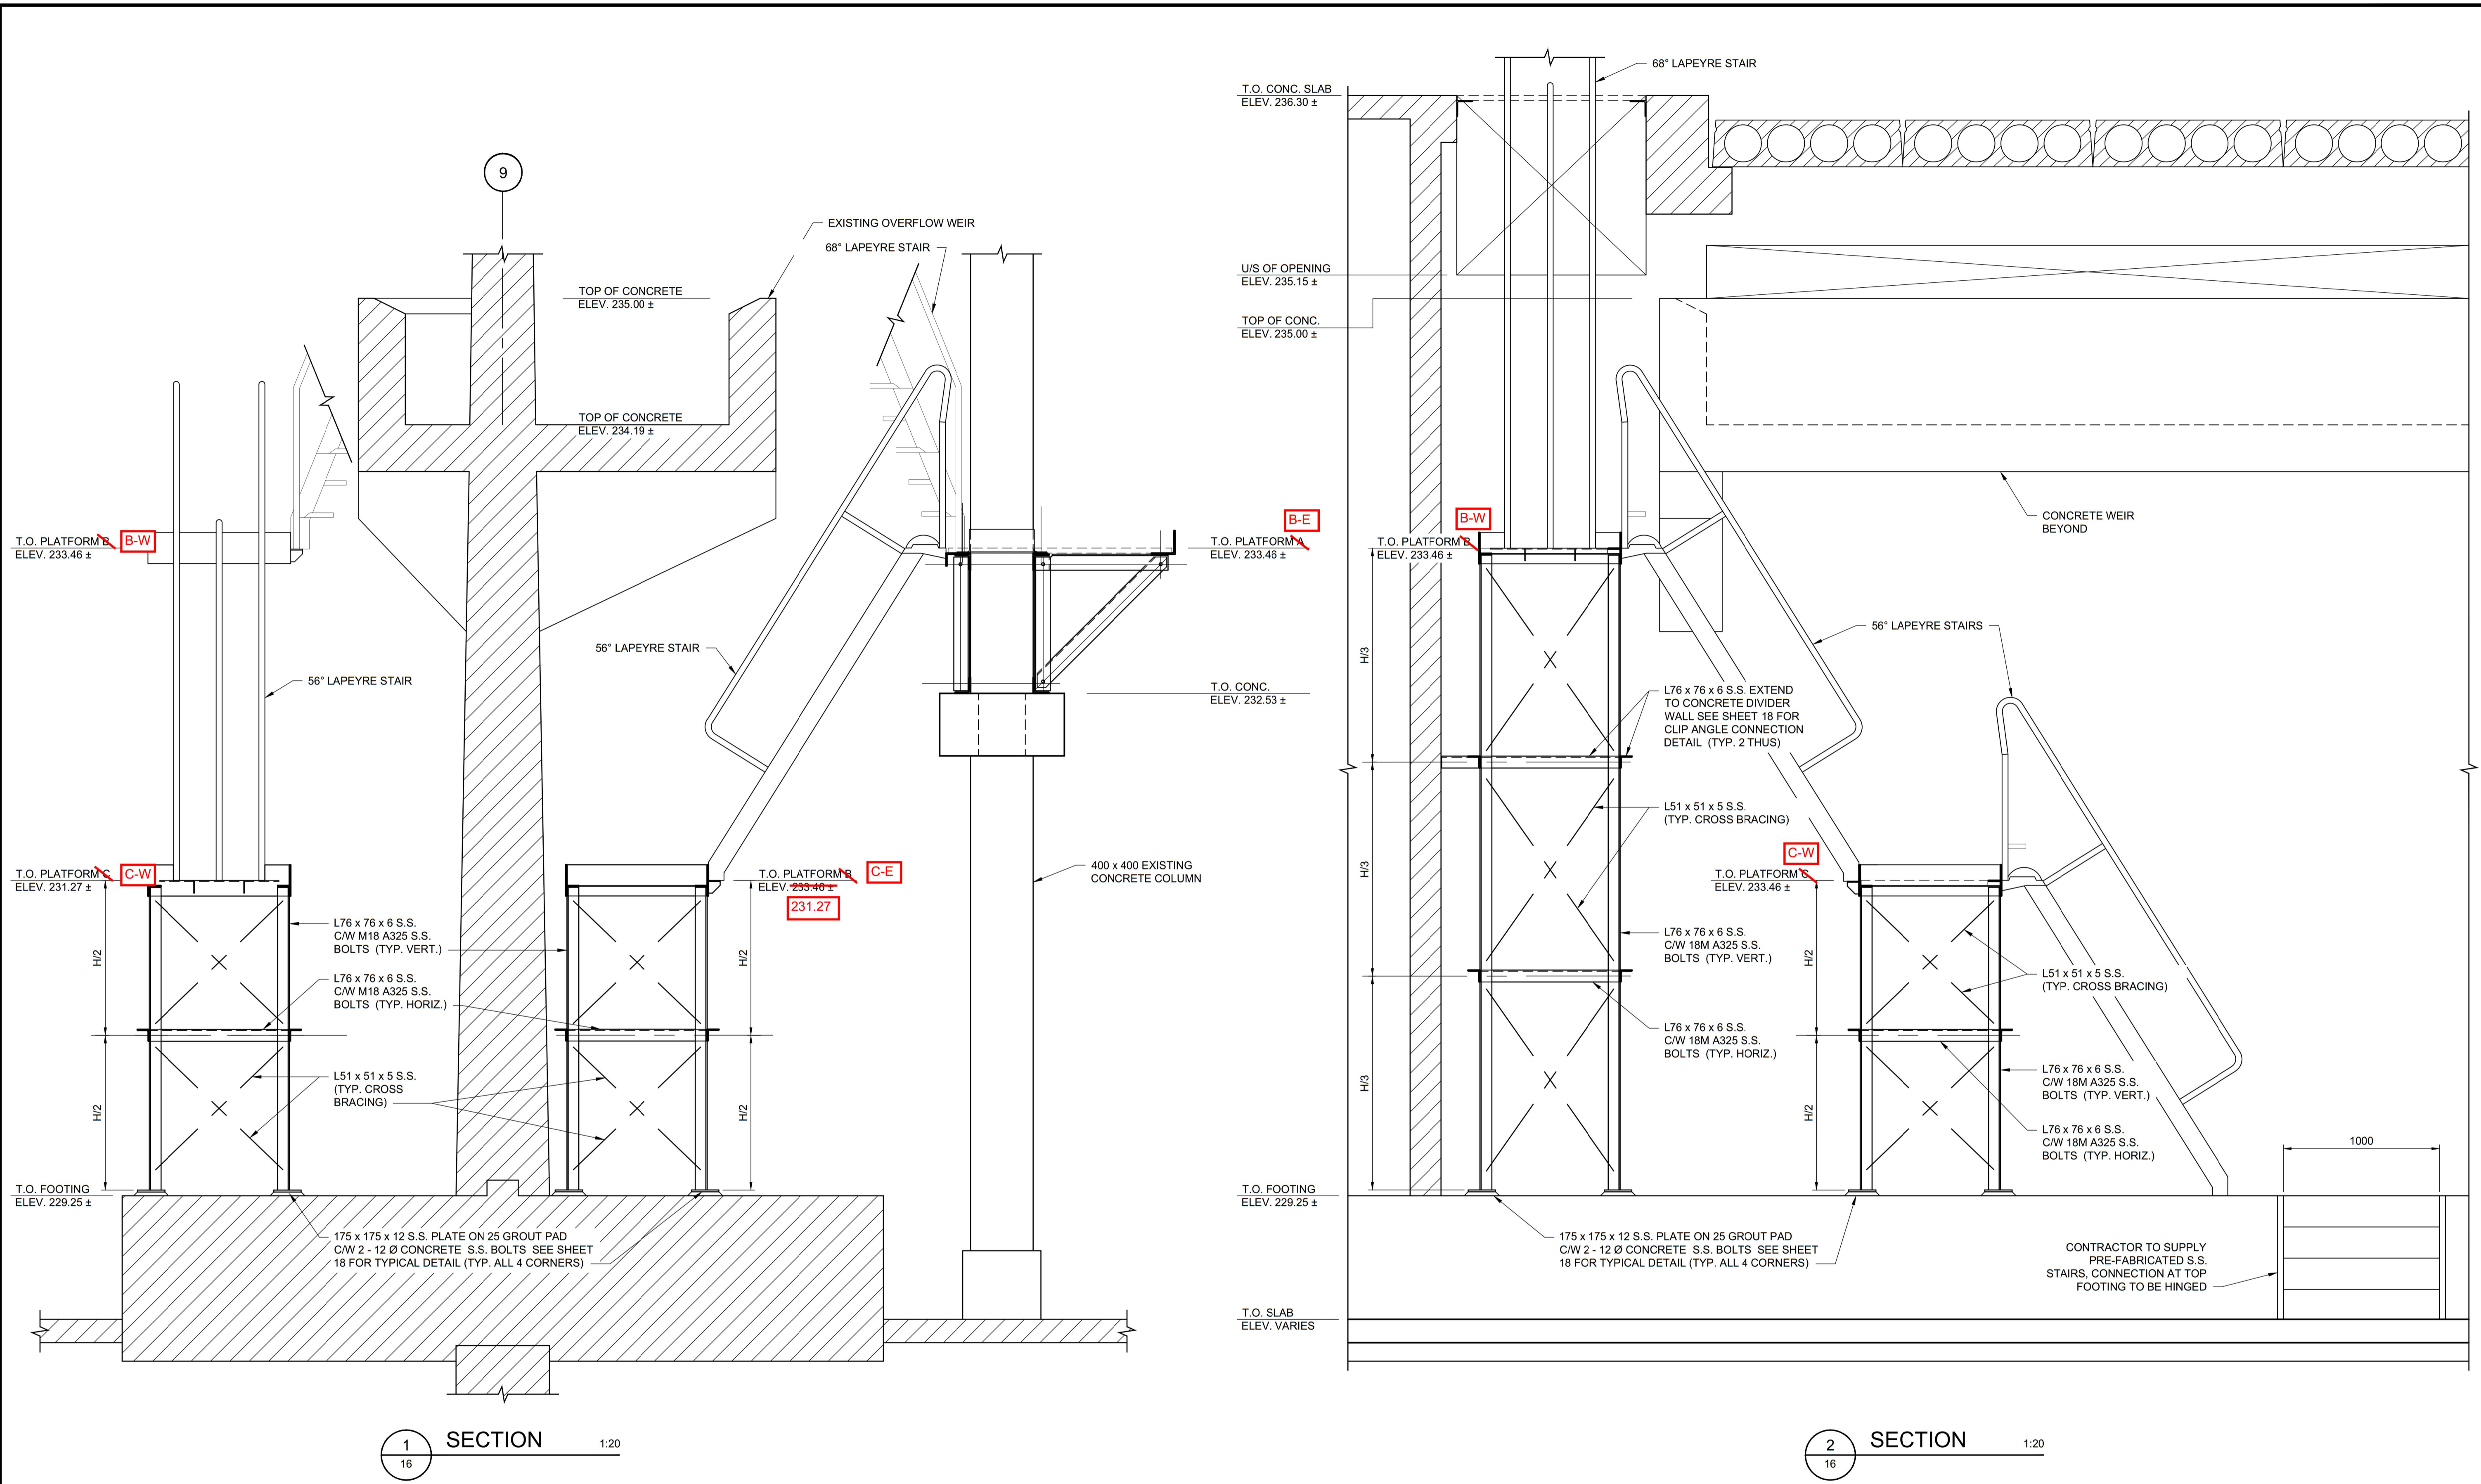 9
EXISTING OVERFLOW WEIR
68° LAPEYRE STAIR
TOP OF CONCRETE
ELEV. 235.00 ±
TOP OF CONCRETE
ELEV. 234.19 ±
T.O. PLATFORM B
B-W
ELEV. 233.46 ±
B-E
T.O. PLATFORM A
ELEV. 233.46 ±
56° LAPEYRE STAIR
56° LAPEYRE STAIR
T.O. CONC.
ELEV. 232.53 ±
T.O. PLATFORM C
C-W
ELEV. 231.27 ±
T.O. PLATFORM B
C-E
ELEV. 233.46 ±
231.27
400 x 400 EXISTING
CONCRETE COLUMN
L76 x 76 x 6 S.S.
C/W M18 A325 S.S.
BOLTS (TYP. VERT.)
H/2
H/2
L76 x 76 x 6 S.S.
C/W M18 A325 S.S.
BOLTS (TYP. HORIZ.)
L51 x 51 x 5 S.S.
(TYP. CROSS
BRACING)
H/2
H/2
T.O. FOOTING
ELEV. 229.25 ±
175 x 175 x 12 S.S. PLATE ON 25 GROUT PAD
C/W 2 - 12 Ø CONCRETE S.S. BOLTS SEE SHEET
18 FOR TYPICAL DETAIL (TYP. ALL 4 CORNERS)
1
16
SECTION
1:20
68° LAPEYRE STAIR
T.O. CONC. SLAB
ELEV. 236.30 ±
U/S OF OPENING
ELEV. 235.15 ±
TOP OF CONC.
ELEV. 235.00 ±
B-W
T.O. PLATFORM B
ELEV. 233.46 ±
CONCRETE WEIR
BEYOND
56° LAPEYRE STAIRS
H/3
L76 x 76 x 6 S.S. EXTEND
TO CONCRETE DIVIDER
WALL SEE SHEET 18 FOR
CLIP ANGLE CONNECTION
DETAIL (TYP. 2 THUS)
L51 x 51 x 5 S.S.
(TYP. CROSS BRACING)
H/3
C-W
T.O. PLATFORM C
ELEV. 233.46 ±
L76 x 76 x 6 S.S.
C/W 18M A325 S.S.
BOLTS (TYP. VERT.)
H/2
L51 x 51 x 5 S.S.
(TYP. CROSS BRACING)
L76 x 76 x 6 S.S.
C/W 18M A325 S.S.
BOLTS (TYP. HORIZ.)
H/3
L76 x 76 x 6 S.S.
C/W 18M A325 S.S.
BOLTS (TYP. VERT.)
H/2
L76 x 76 x 6 S.S.
C/W 18M A325 S.S.
BOLTS (TYP. HORIZ.)
1000
T.O. FOOTING
ELEV. 229.25 ±
175 x 175 x 12 S.S. PLATE ON 25 GROUT PAD
C/W 2 - 12 Ø CONCRETE S.S. BOLTS SEE SHEET
18 FOR TYPICAL DETAIL (TYP. ALL 4 CORNERS)
CONTRACTOR TO SUPPLY
PRE-FABRICATED S.S.
STAIRS, CONNECTION AT TOP
FOOTING TO BE HINGED
T.O. SLAB
ELEV. VARIES
2
16
SECTION
1:20